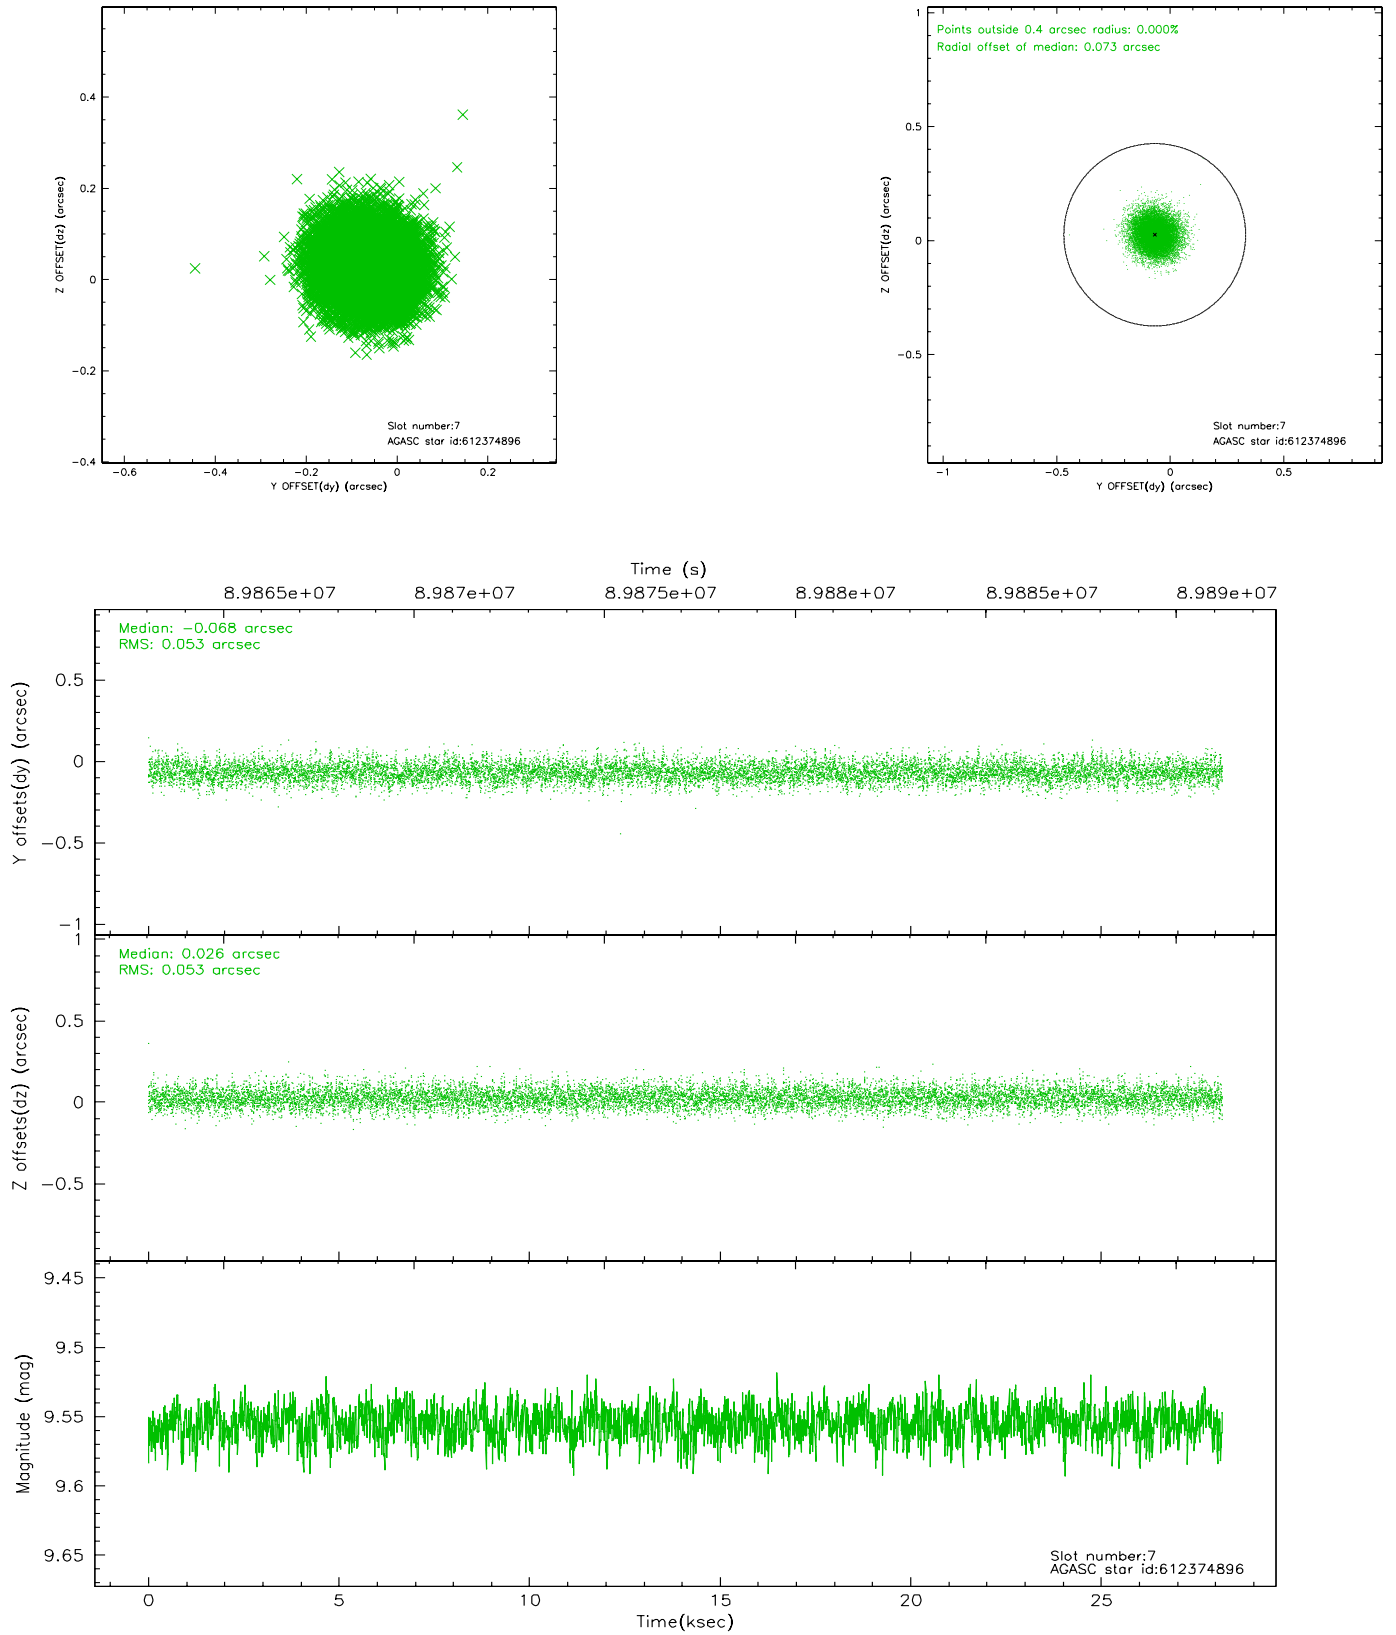 0.4
0.2
0
−0.2
−0.4
Z OFFSET(dz) (arcsec)
Slot number:7
AGASC star id:612374896
−0.6
−0.4
−0.2
0
0.2
Y OFFSET(dy) (arcsec)
Points outside 0.4 arcsec radius: 0.000%
Radial offset of median: 0.073 arcsec
1
0.5
0
−0.5
Z OFFSET(dz) (arcsec)
Slot number:7
AGASC star id:612374896
−1
−0.5
0
0.5
Y OFFSET(dy) (arcsec)
Time (s)
8.9865e+07
8.987e+07
8.9875e+07
8.988e+07
8.9885e+07
8.989e+07
Median: −0.068 arcsec
RMS: 0.053 arcsec
0.5
0
−0.5
−1
Y offsets(dy) (arcsec)
Median: 0.026 arcsec
RMS: 0.053 arcsec
1
0.5
0
−0.5
Z offsets(dz) (arcsec)
9.45
9.5
9.55
9.6
9.65
Magnitude (mag)
Slot number:7
AGASC star id:612374896
0
5
10
15
20
25
Time(ksec)